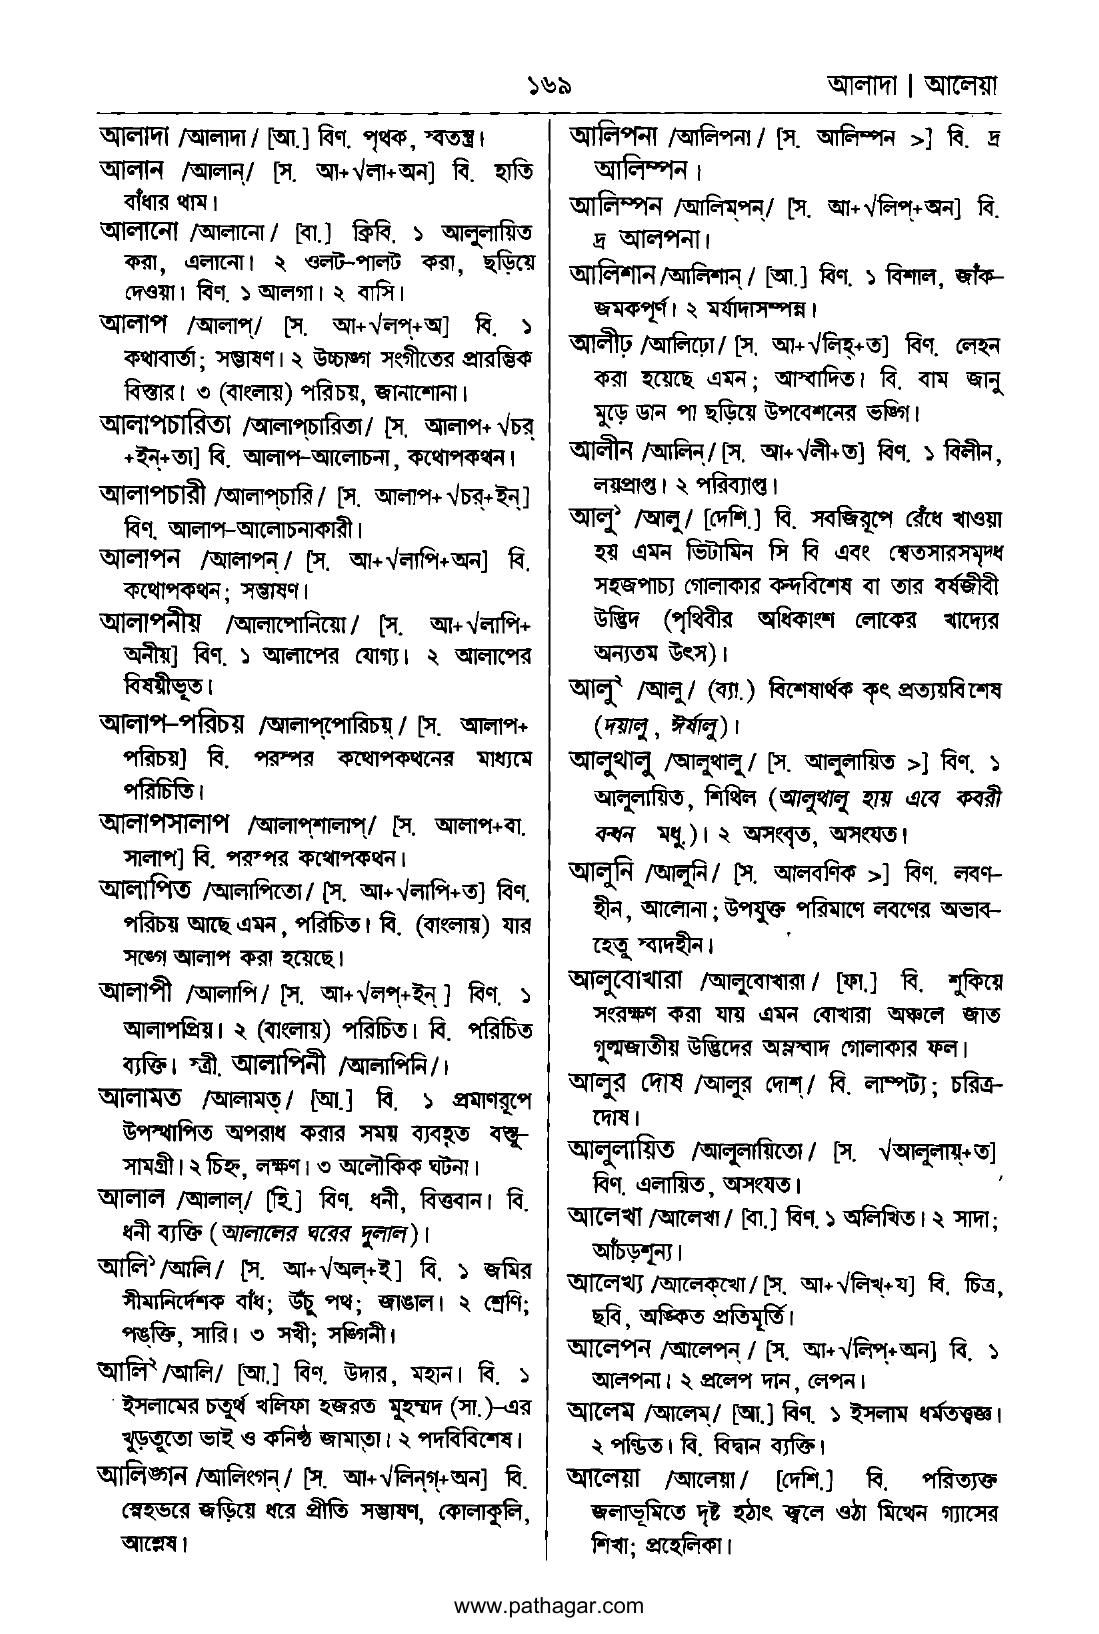 ১৬৯
আলাদা | আলেয়া
আলাদা /আলাদা/ [আ.] বিণ. পৃথক, স্বতন্ত্র।
আলান /আলান্/ [স. আ+√লা+অন] বি. হাতি
বাঁধার থাম।
আলানো /আলানো/ [বা.] ক্রিবি. ১ আলুলায়িত
করা, এলানো। ২ ওলট-পালট করা, ছড়িয়ে
দেওয়া। বিণ. ১ আলগা। ২ বাসি।
আলাপ /আলাপ্/ [স. আ+√লপ্+অ] বি. ১
কথাবার্তা; সম্ভাষণ। ২ উচ্চাঙ্গ সংগীতের প্রারম্ভিক
বিস্তার। ৩ (বাংলায়) পরিচয়, জানাশোনা।
আলাপচারিতা /আলাপ্‌চারিতা/ [স. আলাপ+√চর্
+ইন্+তা] বি. আলাপ-আলোচনা, কথোপকথন।
আলাপচারী /আলাপ্‌চারি/ [স. আলাপ+√চর্+ইন্]
বিণ. আলাপ-আলোচনাকারী।
আলাপন /আলাপন্/ [স. আ+√লাপি+অন] বি.
কথোপকথন; সম্ভাষণ।
আলাপনীয় /আলাপোনিয়ো/ [স. আ+√লাপি+
অনীয়] বিণ. ১ আলাপের যোগ্য। ২ আলাপের
বিষয়ীভূত।
আলাপ-পরিচয় /আলাপ্‌পোরিচয়্/ [স. আলাপ+
পরিচয়] বি. পরস্পর কথোপকথনের মাধ্যমে
পরিচিতি।
আলাপসালাপ /আলাপ্‌শালাপ্/ [স. আলাপ+বা.
সালাপ] বি. পরস্পর কথোপকথন।
আলাপিত /আলাপিতো/ [স. আ+√লাপি+ত] বিণ.
পরিচয় আছে এমন, পরিচিত। বি. (বাংলায়) যার
সঙ্গে আলাপ করা হয়েছে।
আলাপী /আলাপি/ [স. আ+√লপ্+ইন্] বিণ. ১
আলাপপ্রিয়। ২ (বাংলায়) পরিচিত। বি. পরিচিত
ব্যক্তি। স্ত্রী. আলাপিনী /আলাপিনি/।
আলামত /আলামত্/ [আ.] বি. ১ প্রমাণরূপে
উপস্থাপিত অপরাধ করার সময় ব্যবহৃত বস্তু-
সামগ্রী। ২ চিহ্ন, লক্ষণ। ৩ অলৌকিক ঘটনা।
আলাল /আলাল্/ [হি.] বিণ. ধনী, বিত্তবান। বি.
ধনী ব্যক্তি (আলালের ঘরের দুলাল)।
আলি১ /আলি/ [স. আ+√অল্+ই] বি. ১ জমির
সীমানির্দেশক বাঁধ; উঁচু পথ; জাঙাল। ২ শ্রেণি;
পঙ্‌ক্তি, সারি। ৩ সখী; সঙ্গিনী।
আলি২ /আলি/ [আ.] বিণ. উদার, মহান। বি. ১
ইসলামের চতুর্থ খলিফা হজরত মুহম্মদ (সা.)-এর
খুড়তুতো ভাই ও কনিষ্ঠ জামাতা। ২ পদবিবিশেষ।
আলিঙ্গন /আলিংগন্/ [স. আ+√লিন্‌গ্+অন] বি.
স্নেহভরে জড়িয়ে ধরে প্রীতি সম্ভাষণ, কোলাকুলি,
আশ্লেষ।
আলিপনা /আলিপনা/ [স. আলিম্পন >] বি. দ্র
আলিম্পন।
আলিম্পন /আলিম্‌পন্/ [স. আ+√লিপ্+অন] বি.
দ্র আলপনা।
আলিশান /আলিশান্/ [আ.] বিণ. ১ বিশাল, জাঁক-
জমকপূর্ণ। ২ মর্যাদাসম্পন্ন।
আলীঢ় /আলিঢ়ো/ [স. আ+√লিহ্+ত] বিণ. লেহন
করা হয়েছে এমন; আস্বাদিত। বি. বাম জানু
মুড়ে ডান পা ছড়িয়ে উপবেশনের ভঙ্গি।
আলীন /আলিন্/ [স. আ+√লী+ত] বিণ. ১ বিলীন,
লয়প্রাপ্ত। ২ পরিব্যাপ্ত।
আলু১ /আলু/ [দেশি.] বি. সবজিরূপে রেঁধে খাওয়া
হয় এমন ভিটামিন সি বি এবং শ্বেতসারসমৃদ্ধ
সহজপাচ্য গোলাকার কন্দবিশেষ বা তার বর্ষজীবী
উদ্ভিদ (পৃথিবীর অধিকাংশ লোকের খাদ্যের
অন্যতম উৎস)।
আলু২ /আলু/ (ব্যা.) বিশেষার্থক কৃৎ প্রত্যয়বিশেষ
(দয়ালু, ঈর্ষালু)।
আলুথালু /আলুথালু/ [স. আলুলায়িত >] বিণ. ১
আলুলায়িত, শিথিল (আলুথালু হায় এবে কবরী
বন্ধন মধু.)। ২ অসংবৃত, অসংযত।
আলুনি /আলুনি/ [স. আলবণিক >] বিণ. লবণ-
হীন, আলোনা; উপযুক্ত পরিমাণে লবণের অভাব-
হেতু স্বাদহীন।
আলুবোখারা /আলুবোখারা/ [ফা.] বি. শুকিয়ে
সংরক্ষণ করা যায় এমন বোখারা অঞ্চলে জাত
গুল্মজাতীয় উদ্ভিদের অম্লস্বাদ গোলাকার ফল।
আলুর দোষ /আলুর দোশ্/ বি. লাম্পট্য; চরিত্র-
দোষ।
আলুলায়িত /আলুলায়িতো/ [স. √আলুলায়্+ত]
বিণ. এলায়িত, অসংযত।
আলেখা /আলেখা/ [বা.] বিণ. ১ অলিখিত। ২ সাদা;
আঁচড়শূন্য।
আলেখ্য /আলেক্‌খো/ [স. আ+√লিখ্+য] বি. চিত্র,
ছবি, অঙ্কিত প্রতিমূর্তি।
আলেপন /আলেপন্/ [স. আ+√লিপ্+অন] বি. ১
আলপনা। ২ প্রলেপ দান, লেপন।
আলেম /আলেম্/ [আ.] বিণ. ১ ইসলাম ধর্মতত্ত্বজ্ঞ।
২ পণ্ডিত। বি. বিদ্বান ব্যক্তি।
আলেয়া /আলেয়া/ [দেশি.] বি. পরিত্যক্ত
জলাভূমিতে দৃষ্ট হঠাৎ জ্বলে ওঠা মিথেন গ্যাসের
শিখা; প্রহেলিকা।
www.pathagar.com